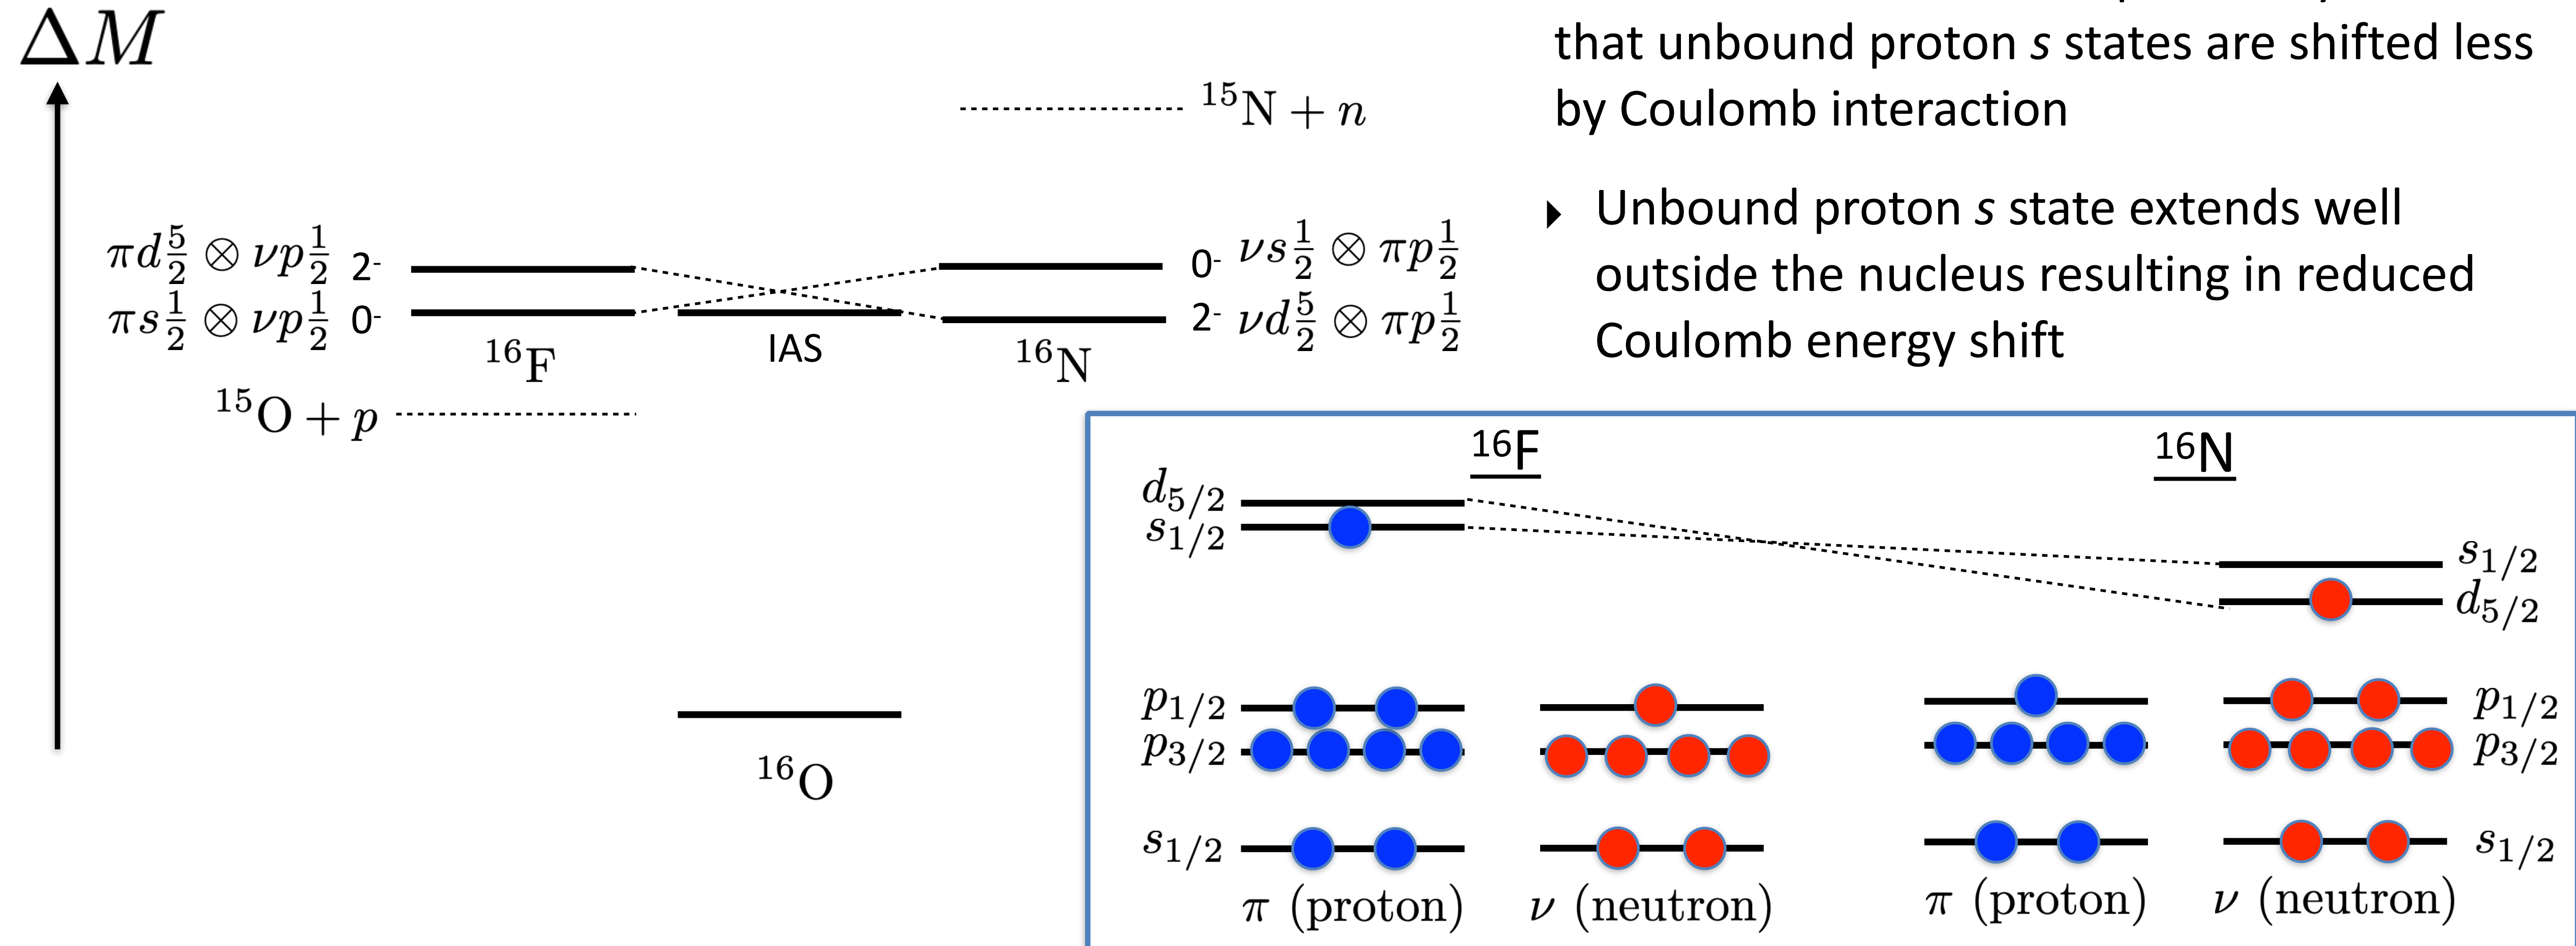 ΔM
that unbound proton s states are shifted less
by Coulomb interaction
¹⁵N + n
‣ Unbound proton s state extends well
outside the nucleus resulting in reduced
Coulomb energy shift
πd5/2 ⊗ νp1/2 2⁻
πs1/2 ⊗ νp1/2 0⁻
0⁻ νs1/2 ⊗ πp1/2
2⁻ νd5/2 ⊗ πp1/2
¹⁶F
IAS
¹⁶N
¹⁵O + p
¹⁶O
¹⁶F
¹⁶N
d₅/₂
s₁/₂
s₁/₂
d₅/₂
p₁/₂
p₁/₂
p₃/₂
p₃/₂
s₁/₂
s₁/₂
π (proton)
ν (neutron)
π (proton)
ν (neutron)